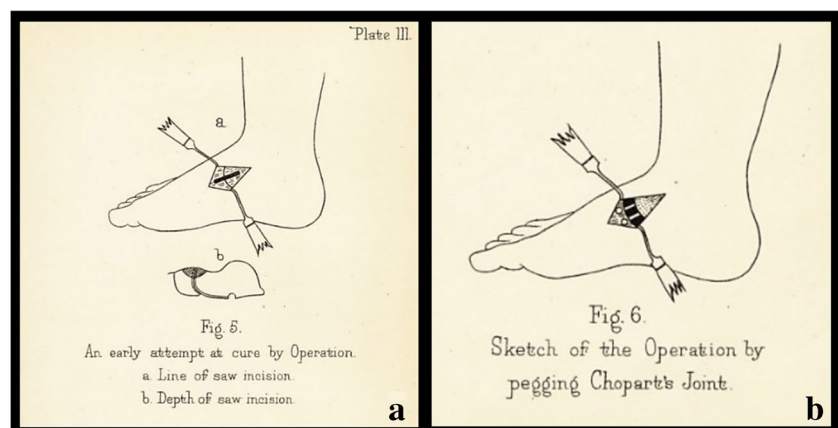 Plate III.
a
b
Fig. 5.
An early attempt at cure by Operation.
a. Line of saw incision.
b. Depth of saw incision.
a
Fig. 6.
Sketch of the Operation by
pegging Chopart's Joint.
b